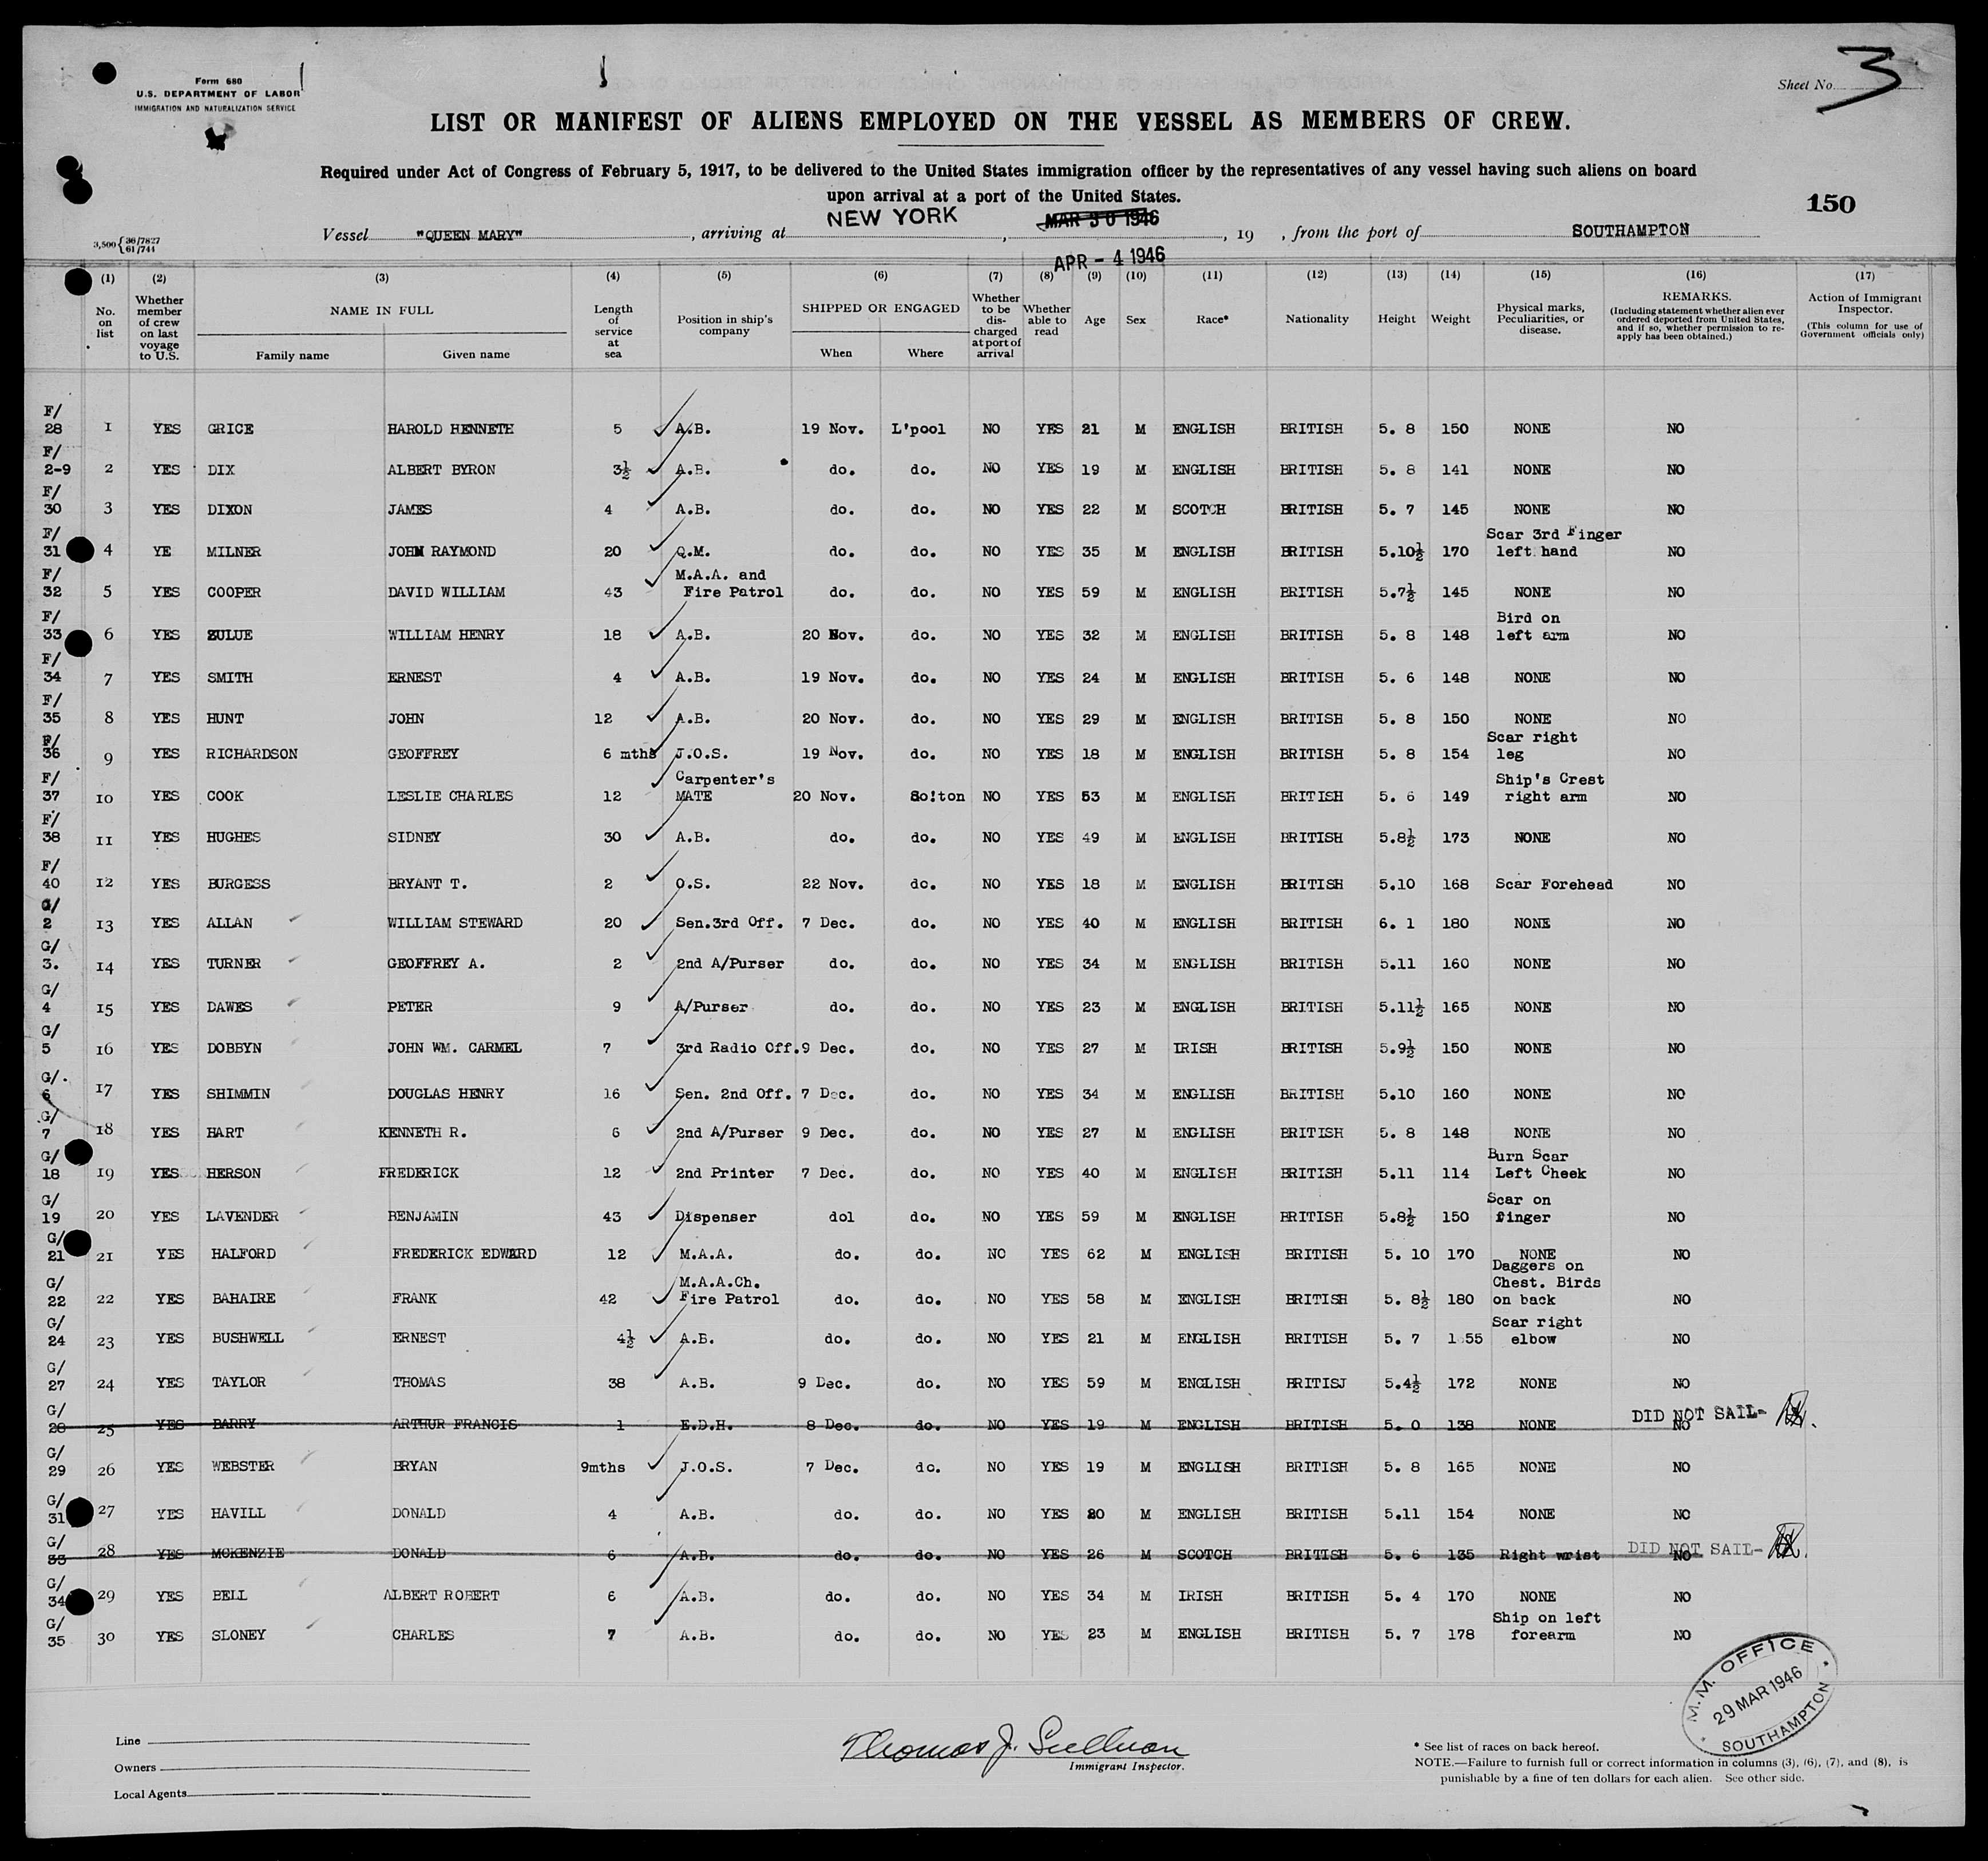 Form 680
U.S. DEPARTMENT OF LABOR
IMMIGRATION AND NATURALIZATION SERVICE
Sheet No. 3
LIST OR MANIFEST OF ALIENS EMPLOYED ON THE VESSEL AS MEMBERS OF CREW.
Required under Act of Congress of February 5, 1917, to be delivered to the United States immigration officer by the representatives of any vessel having such aliens on board
upon arrival at a port of the United States.
150
3,500 { 36/7827 61/744
Vessel "QUEEN MARY", arriving at NEW YORK, MAR 30 1946, 19 , from the port of SOUTHAMPTON
APR - 4 1946
(1) (2) (3) (4) (5) (6) (7) (8) (9) (10) (11) (12) (13) (14) (15) (16) (17)
No. on list
Whether member of crew on last voyage to U.S.
NAME IN FULL
Family name Given name
Length of service at sea
Position in ship's company
SHIPPED OR ENGAGED
When Where
Whether to be discharged at port of arrival
Whether able to read
Age
Sex
Race*
Nationality
Height
Weight
Physical marks, Peculiarities, or disease.
REMARKS.
(Including statement whether alien ever ordered deported from United States, and if so, whether permission to re-apply has been obtained.)
Action of Immigrant Inspector.
(This column for use of Government officials only)
F/28 1 YES GRICE HAROLD HENNETH 5 A.B. 19 Nov. L'pool NO YES 21 M ENGLISH BRITISH 5. 8 150 NONE NO
F/2-9 2 YES DIX ALBERT BYRON 3½ A.B. do. do. NO YES 19 M ENGLISH BRITISH 5. 8 141 NONE NO
F/30 3 YES DIXON JAMES 4 A.B. do. do. NO YES 22 M SCOTCH BRITISH 5. 7 145 NONE NO
F/31 4 YE MILNER JOHN RAYMOND 20 Q.M. do. do. NO YES 35 M ENGLISH BRITISH 5.10½ 170 Scar 3rd Finger left hand NO
F/32 5 YES COOPER DAVID WILLIAM 43 M.A.A. and Fire Patrol do. do. NO YES 59 M ENGLISH BRITISH 5.7½ 145 NONE NO
F/33 6 YES ZULUE WILLIAM HENRY 18 A.B. 20 Nov. do. NO YES 32 M ENGLISH BRITISH 5. 8 148 Bird on left arm NO
F/34 7 YES SMITH ERNEST 4 A.B. 19 Nov. do. NO YES 24 M ENGLISH BRITISH 5. 6 148 NONE NO
F/35 8 YES HUNT JOHN 12 A.B. 20 Nov. do. NO YES 29 M ENGLISH BRITISH 5. 8 150 NONE NO
F/36 9 YES RICHARDSON GEOFFREY 6 mths J.O.S. 19 Nov. do. NO YES 18 M ENGLISH BRITISH 5. 8 154 Scar right leg NO
F/37 10 YES COOK LESLIE CHARLES 12 Carpenter's MATE 20 Nov. So!ton NO YES 53 M ENGLISH BRITISH 5. 6 149 Ship's Crest right arm NO
F/38 11 YES HUGHES SIDNEY 30 A.B. do. do. NO YES 49 M ENGLISH BRITISH 5.8½ 173 NONE NO
F/40 12 YES BURGESS BRYANT T. 2 O.S. 22 Nov. do. NO YES 18 M ENGLISH BRITISH 5.10 168 Scar Forehead NO
G/2 13 YES ALLAN WILLIAM STEWARD 20 Sen.3rd Off. 7 Dec. do. NO YES 40 M ENGLISH BRITISH 6. 1 180 NONE NO
G/3. 14 YES TURNER GEOFFREY A. 2 2nd A/Purser do. do. NO YES 34 M ENGLISH BRITISH 5.11 160 NONE NO
G/4 15 YES DAWES PETER 9 A/Purser do. do. NO YES 23 M ENGLISH BRITISH 5.11½ 165 NONE NO
G/5 16 YES DOBBYN JOHN WM. CARMEL 7 3rd Radio Off. 9 Dec. do. NO YES 27 M IRISH BRITISH 5.9½ 150 NONE NO
G/6 17 YES SHIMMIN DOUGLAS HENRY 16 Sen. 2nd Off. 7 Dec. do. NO YES 34 M ENGLISH BRITISH 5.10 160 NONE NO
G/7 18 YES HART KENNETH R. 6 2nd A/Purser 9 Dec. do. NO YES 27 M ENGLISH BRITISH 5. 8 148 NONE NO
G/18 19 YES HERSON FREDERICK 12 2nd Printer 7 Dec. do. NO YES 40 M ENGLISH BRITISH 5.11 114 Burn Scar Left Cheek NO
G/19 20 YES LAVENDER BENJAMIN 43 Dispenser dol do. NO YES 59 M ENGLISH BRITISH 5.8½ 150 Scar on finger NO
G/21 21 YES HALFORD FREDERICK EDWARD 12 M.A.A. do. do. NO YES 62 M ENGLISH BRITISH 5. 10 170 NONE NO
G/22 22 YES BAHAIRE FRANK 42 M.A.A.Ch. Fire Patrol do. do. NO YES 58 M ENGLISH BRITISH 5. 8½ 180 Daggers on Chest. Birds on back NO
G/24 23 YES BUSHWELL ERNEST 4½ A.B. do. do. NO YES 21 M ENGLISH BRITISH 5. 7 155 Scar right elbow NO
G/27 24 YES TAYLOR THOMAS 38 A.B. 9 Dec. do. NO YES 59 M ENGLISH BRITISJ 5.4½ 172 NONE NO
G/28 25 YES BARRY ARTHUR FRANCIS 1 E.D.H. 8 Dec. do. NO YES 19 M ENGLISH BRITISH 5. 0 138 NONE NO DID NOT SAIL-
G/29 26 YES WEBSTER BRYAN 9mths J.O.S. 7 Dec. do. NO YES 19 M ENGLISH BRITISH 5. 8 165 NONE NO
G/31 27 YES HAVILL DONALD 4 A.B. do. do. NO YES 20 M ENGLISH BRITISH 5.11 154 NONE NO
G/33 28 YES MCKENZIE DONALD 6 A.B. do. do. NO YES 26 M SCOTCH BRITISH 5. 6 135 Right wrist NO DID NOT SAIL-
G/34 29 YES BELL ALBERT ROBERT 6 A.B. do. do. NO YES 34 M IRISH BRITISH 5. 4 170 NONE NO
G/35 30 YES SLONEY CHARLES 7 A.B. do. do. NO YES 23 M ENGLISH BRITISH 5. 7 178 Ship on left forearm NO
M.M. OFFICE
29 MAR 1946
SOUTHAMPTON
Line
Owners
Local Agents
Thomas J. Sullivan
Immigrant Inspector.
* See list of races on back hereof.
NOTE.—Failure to furnish full or correct information in columns (3), (6), (7), and (8), is
punishable by a fine of ten dollars for each alien. See other side.